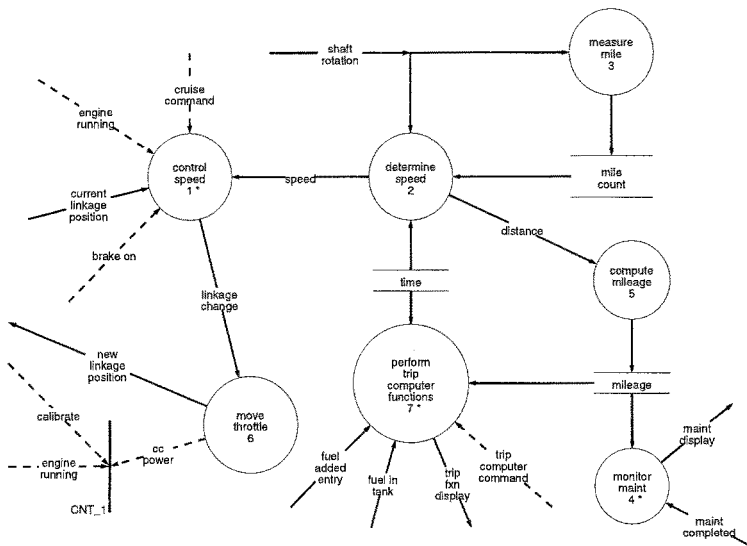 shaft
rotation
measure
mile
3
cruise
command
engine
running
control
speed
1 *
speed
determine
speed
2
mile
count
current
linkage
position
brake on
distance
linkage
change
time
compute
mileage
5
new
linkage
position
perform
trip
computer
functions
7 *
mileage
calibrate
move
throttle
6
maint
display
engine
running
cc
power
fuel
added
entry
fuel in
tank
trip
fxn
display
trip
computer
command
monitor
maint
4 *
CNT_1
maint
completed